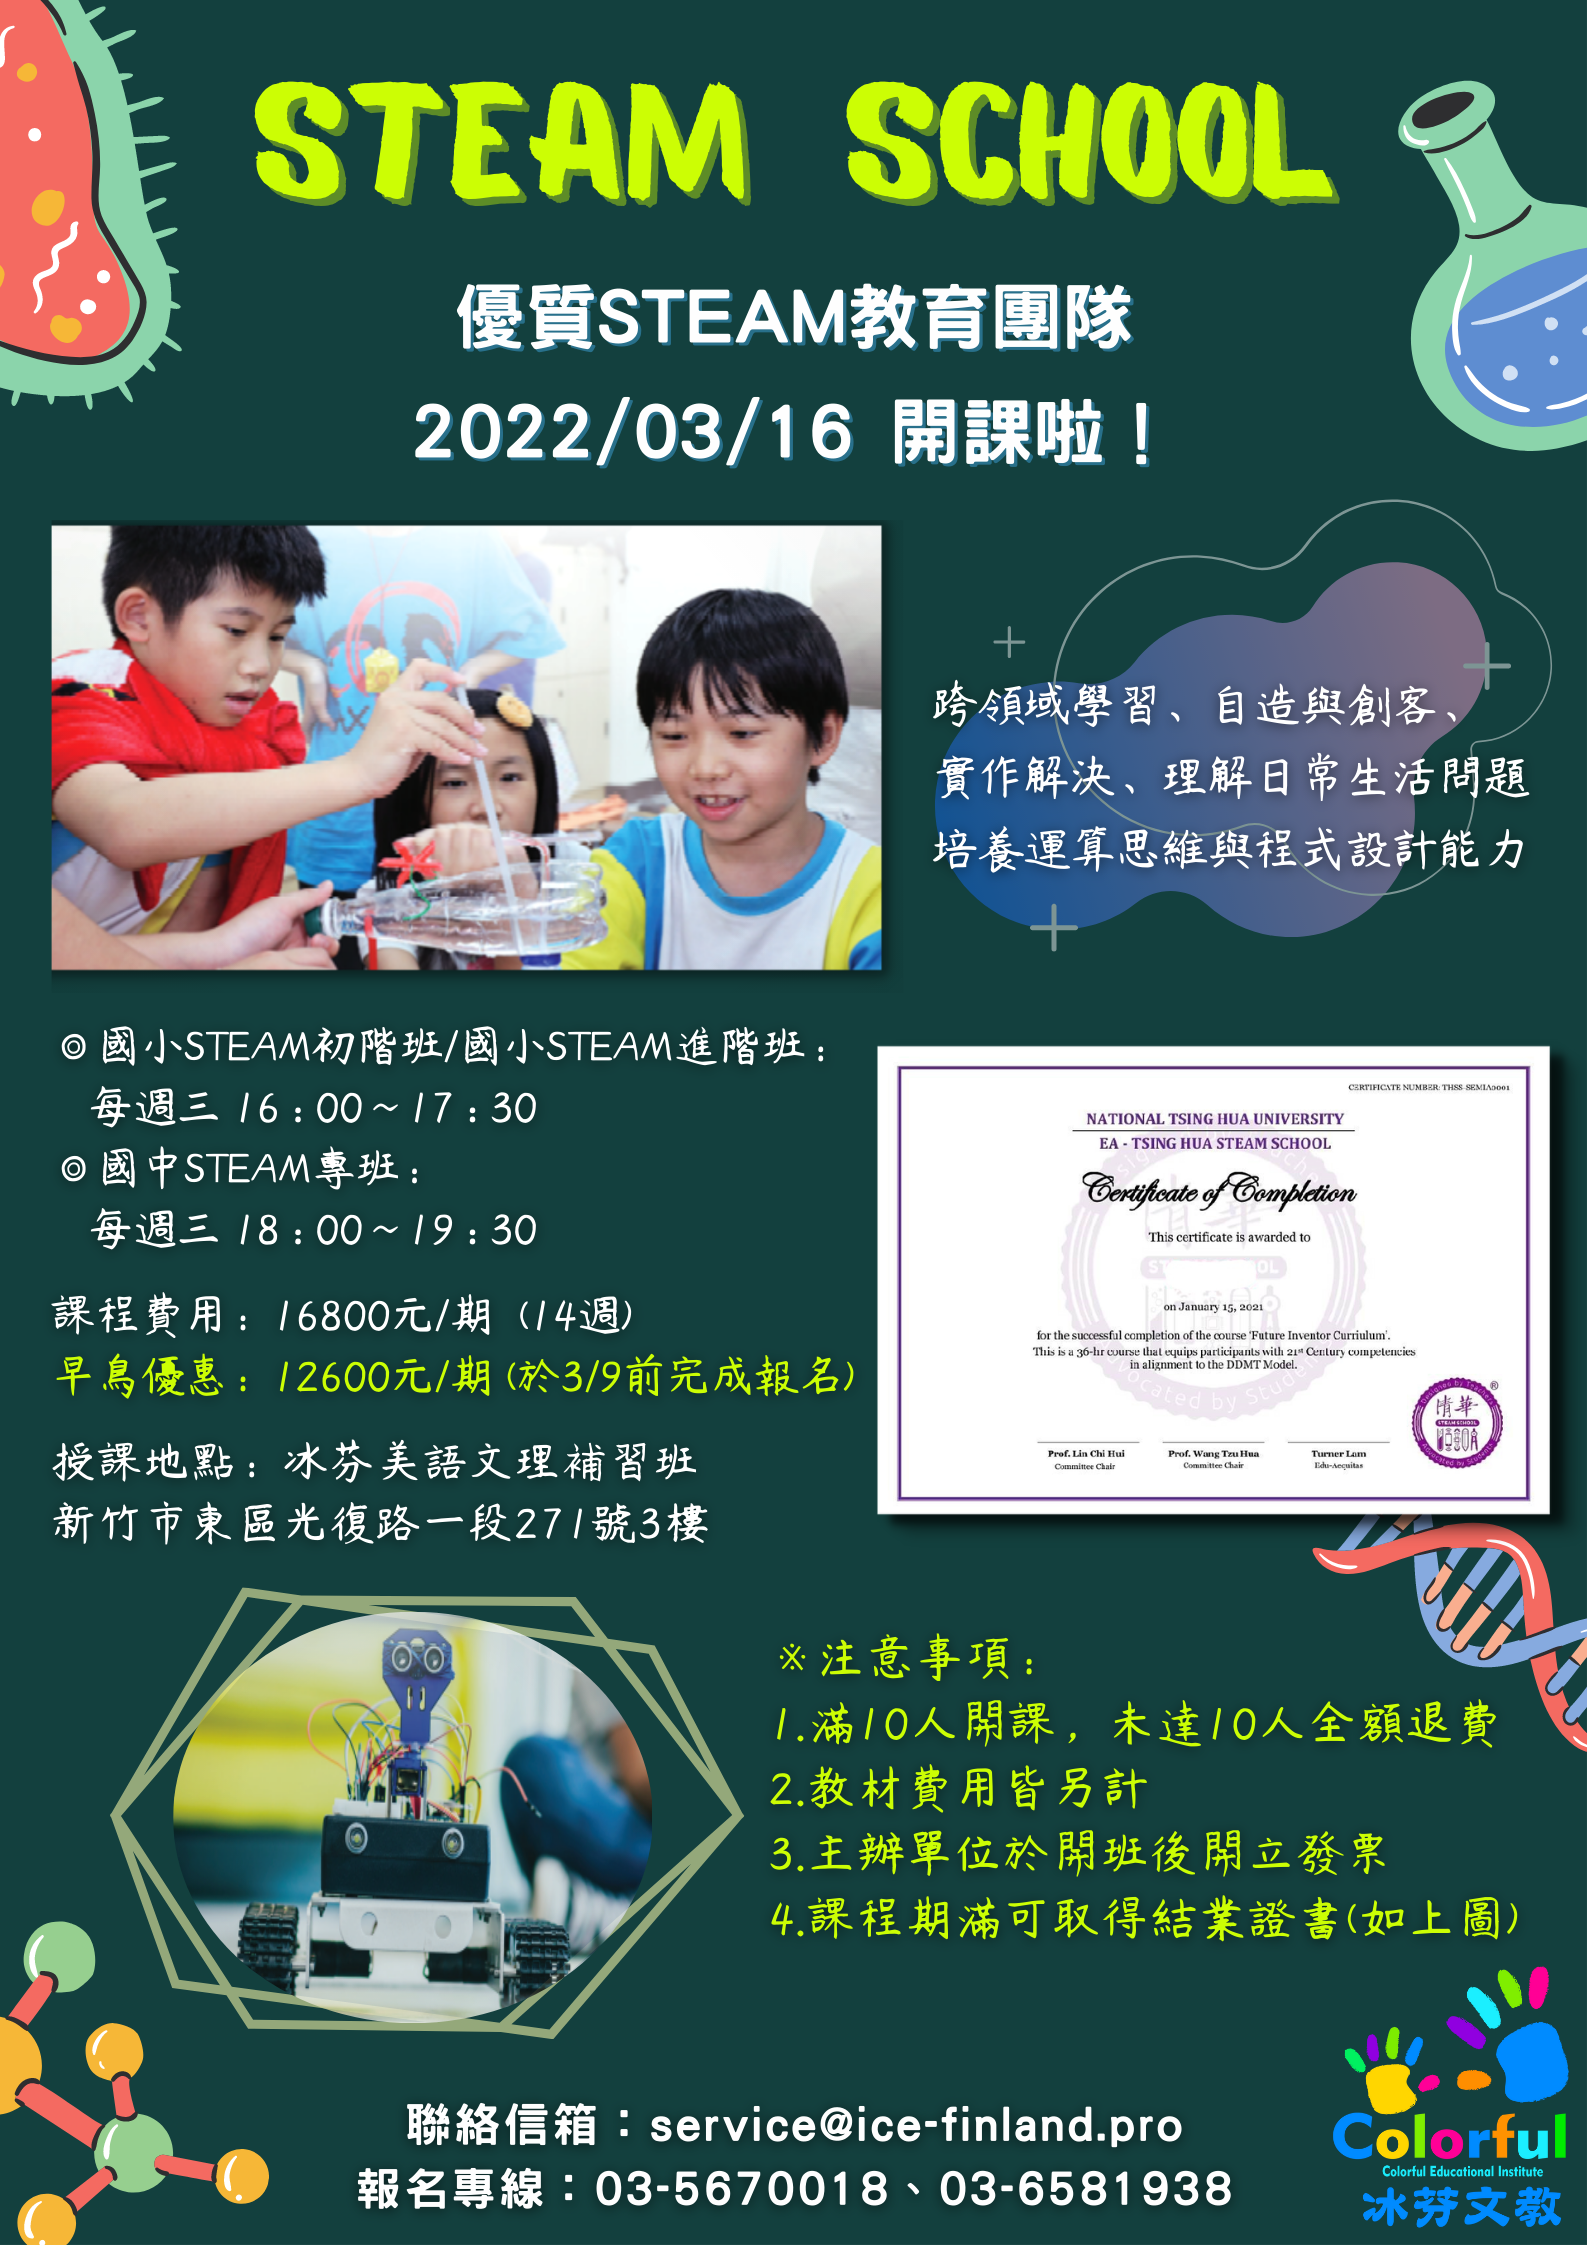 STEAM SCHOOL
優質STEAM教育團隊
2022/03/16 開課啦！
跨領域學習、自造與創客、
實作解決、理解日常生活問題
培養運算思維與程式設計能力
◎國小STEAM初階班/國小STEAM進階班：
每週三 16：00～17：30
◎國中STEAM專班：
每週三 18：00～19：30
課程費用：16800元/期（14週）
早鳥優惠：12600元/期(於3/9前完成報名)
授課地點：冰芬美語文理補習班
新竹市東區光復路一段271號3樓
CERTIFICATE NUMBER: THSS-SEMIA0001
NATIONAL TSING HUA UNIVERSITY
EA - TSING HUA STEAM SCHOOL
Certificate of Completion
This certificate is awarded to
on January 15, 2021
for the successful completion of the course 'Future Inventor Curriulum'.
This is a 36-hr course that equips participants with 21st Century competencies
in alignment to the DDMT Model.
Prof. Lin Chi Hui
Committee Chair
Prof. Wang Tzu Hua
Committee Chair
Turner Lam
Edu-Aequitas
清華
STEAM SCHOOL
※注意事項：
1.滿10人開課，未達10人全額退費
2.教材費用皆另計
3.主辦單位於開班後開立發票
4.課程期滿可取得結業證書(如上圖)
聯絡信箱：service@ice-finland.pro
報名專線：03-5670018、03-6581938
Colorful
Colorful Educational Institute
冰芬文教